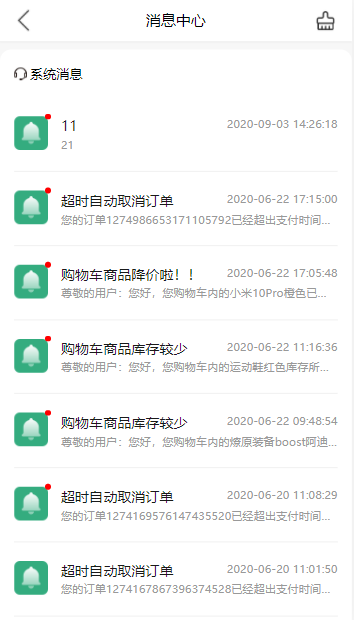 消息中心
系统消息
11
2020-09-03 14:26:18
21
超时自动取消订单
2020-06-22 17:15:00
您的订单1274986653171105792已经超出支付时间...
购物车商品降价啦！！
2020-06-22 17:05:48
尊敬的用户：您好，您购物车内的小米10Pro橙色已...
购物车商品库存较少
2020-06-22 11:16:36
尊敬的用户：您好，您购物车内的运动鞋红色库存所...
购物车商品库存较少
2020-06-22 09:48:54
尊敬的用户：您好，您购物车内的燎原装备boost阿迪...
超时自动取消订单
2020-06-20 11:08:29
您的订单1274169576147435520已经超出支付时间...
超时自动取消订单
2020-06-20 11:01:50
您的订单1274167867396374528已经超出支付时间...